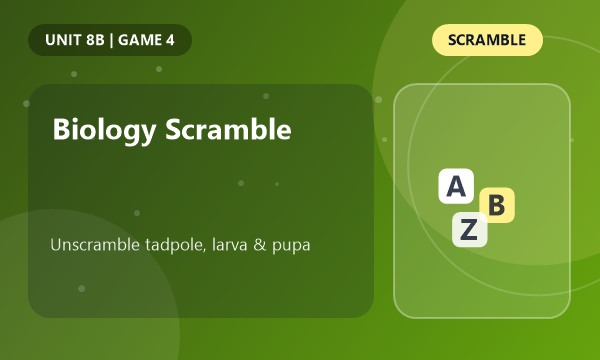 UNIT 8B | GAME 4
SCRAMBLE
Biology Scramble
Unscramble tadpole, larva & pupa
A
B
Z